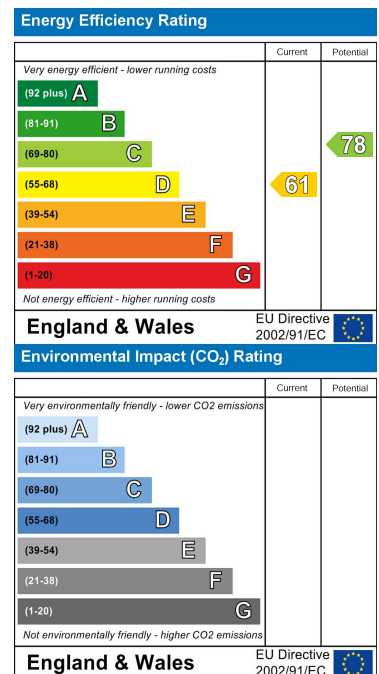 Energy Efficiency Rating
Current Potential
Very energy efficient - lower running costs
(92 plus) A
(81-91) B
(69-80) C
(55-68) D
(39-54) E
(21-38) F
(1-20) G
61
78
Not energy efficient - higher running costs
England & Wales
EU Directive
2002/91/EC
Environmental Impact (CO₂) Rating
Current Potential
Very environmentally friendly - lower CO2 emissions
(92 plus) A
(81-91) B
(69-80) C
(55-68) D
(39-54) E
(21-38) F
(1-20) G
Not environmentally friendly - higher CO2 emissions
England & Wales
EU Directive
2002/91/EC